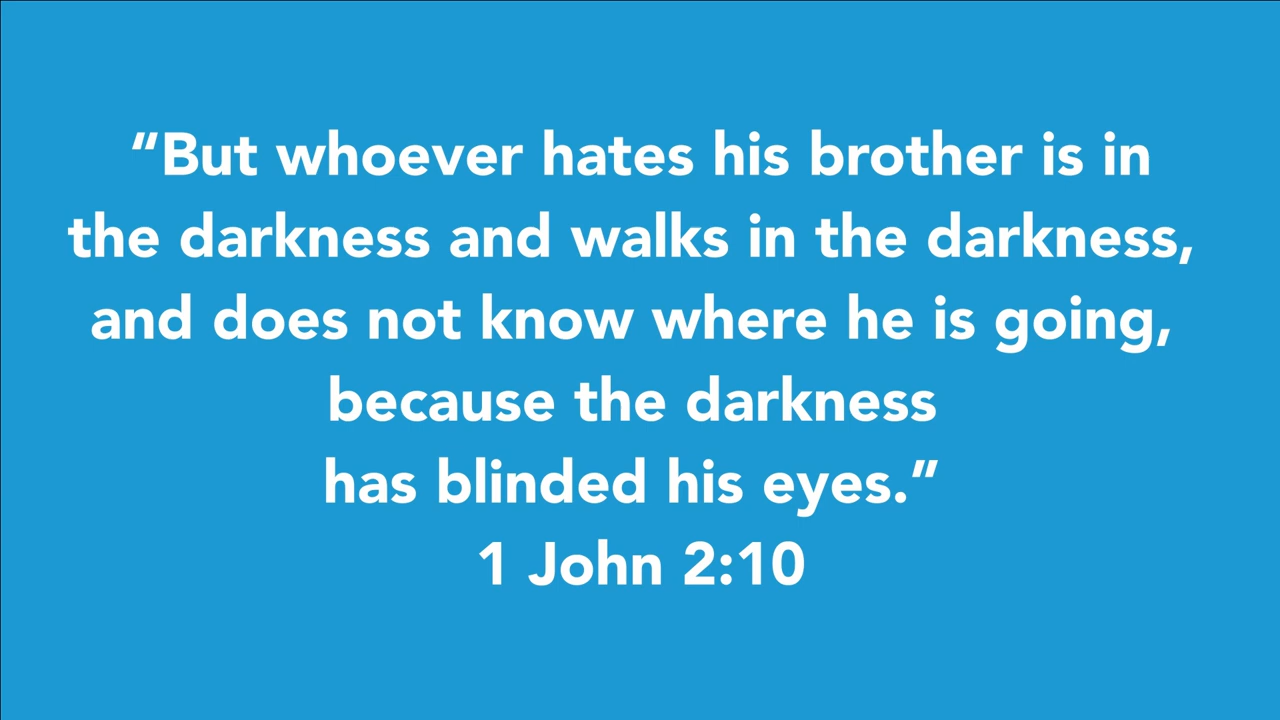 “But whoever hates his brother is in
the darkness and walks in the darkness,
and does not know where he is going,
because the darkness
has blinded his eyes.”
1 John 2:10